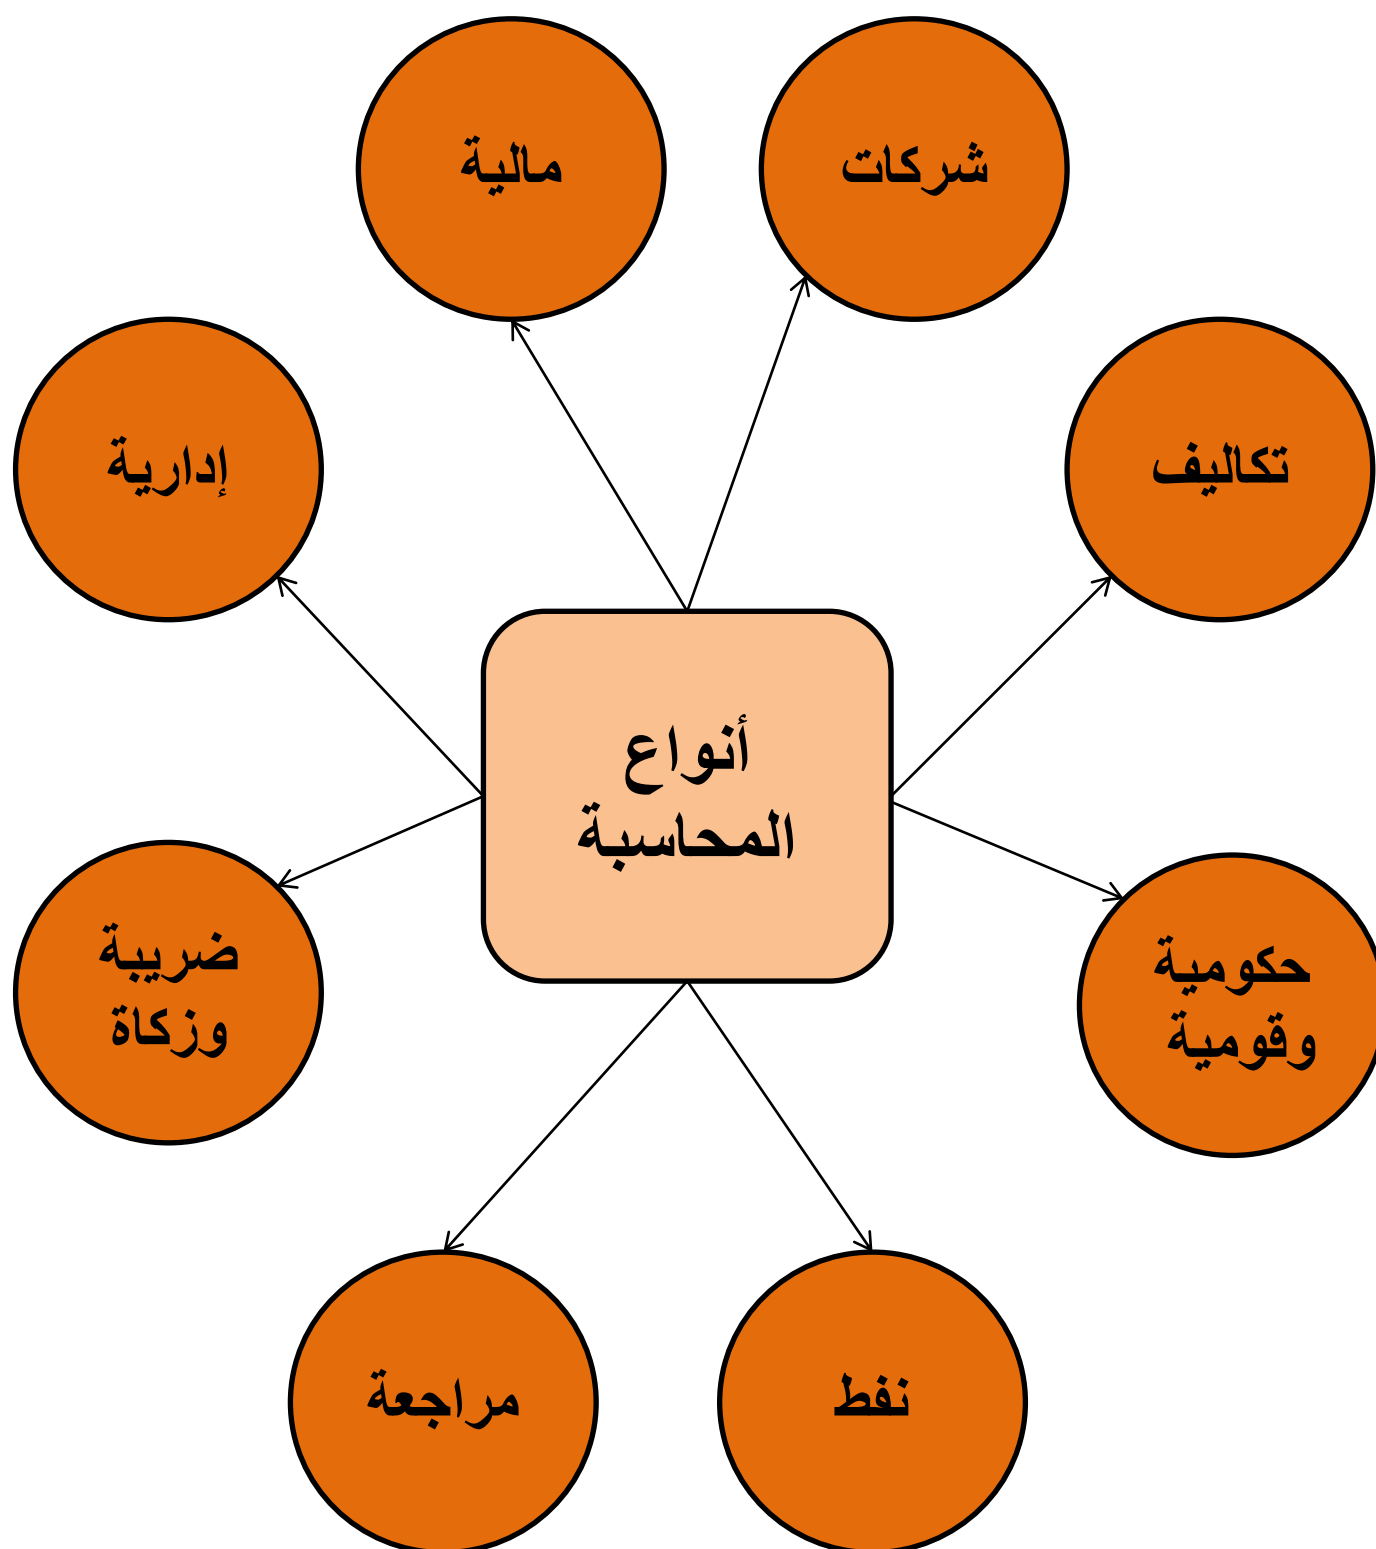 شركات
مالية
تكاليف
إدارية
أنواع
المحاسبة
حكومية
وقومية
ضريبة
وزكاة
نفط
مراجعة